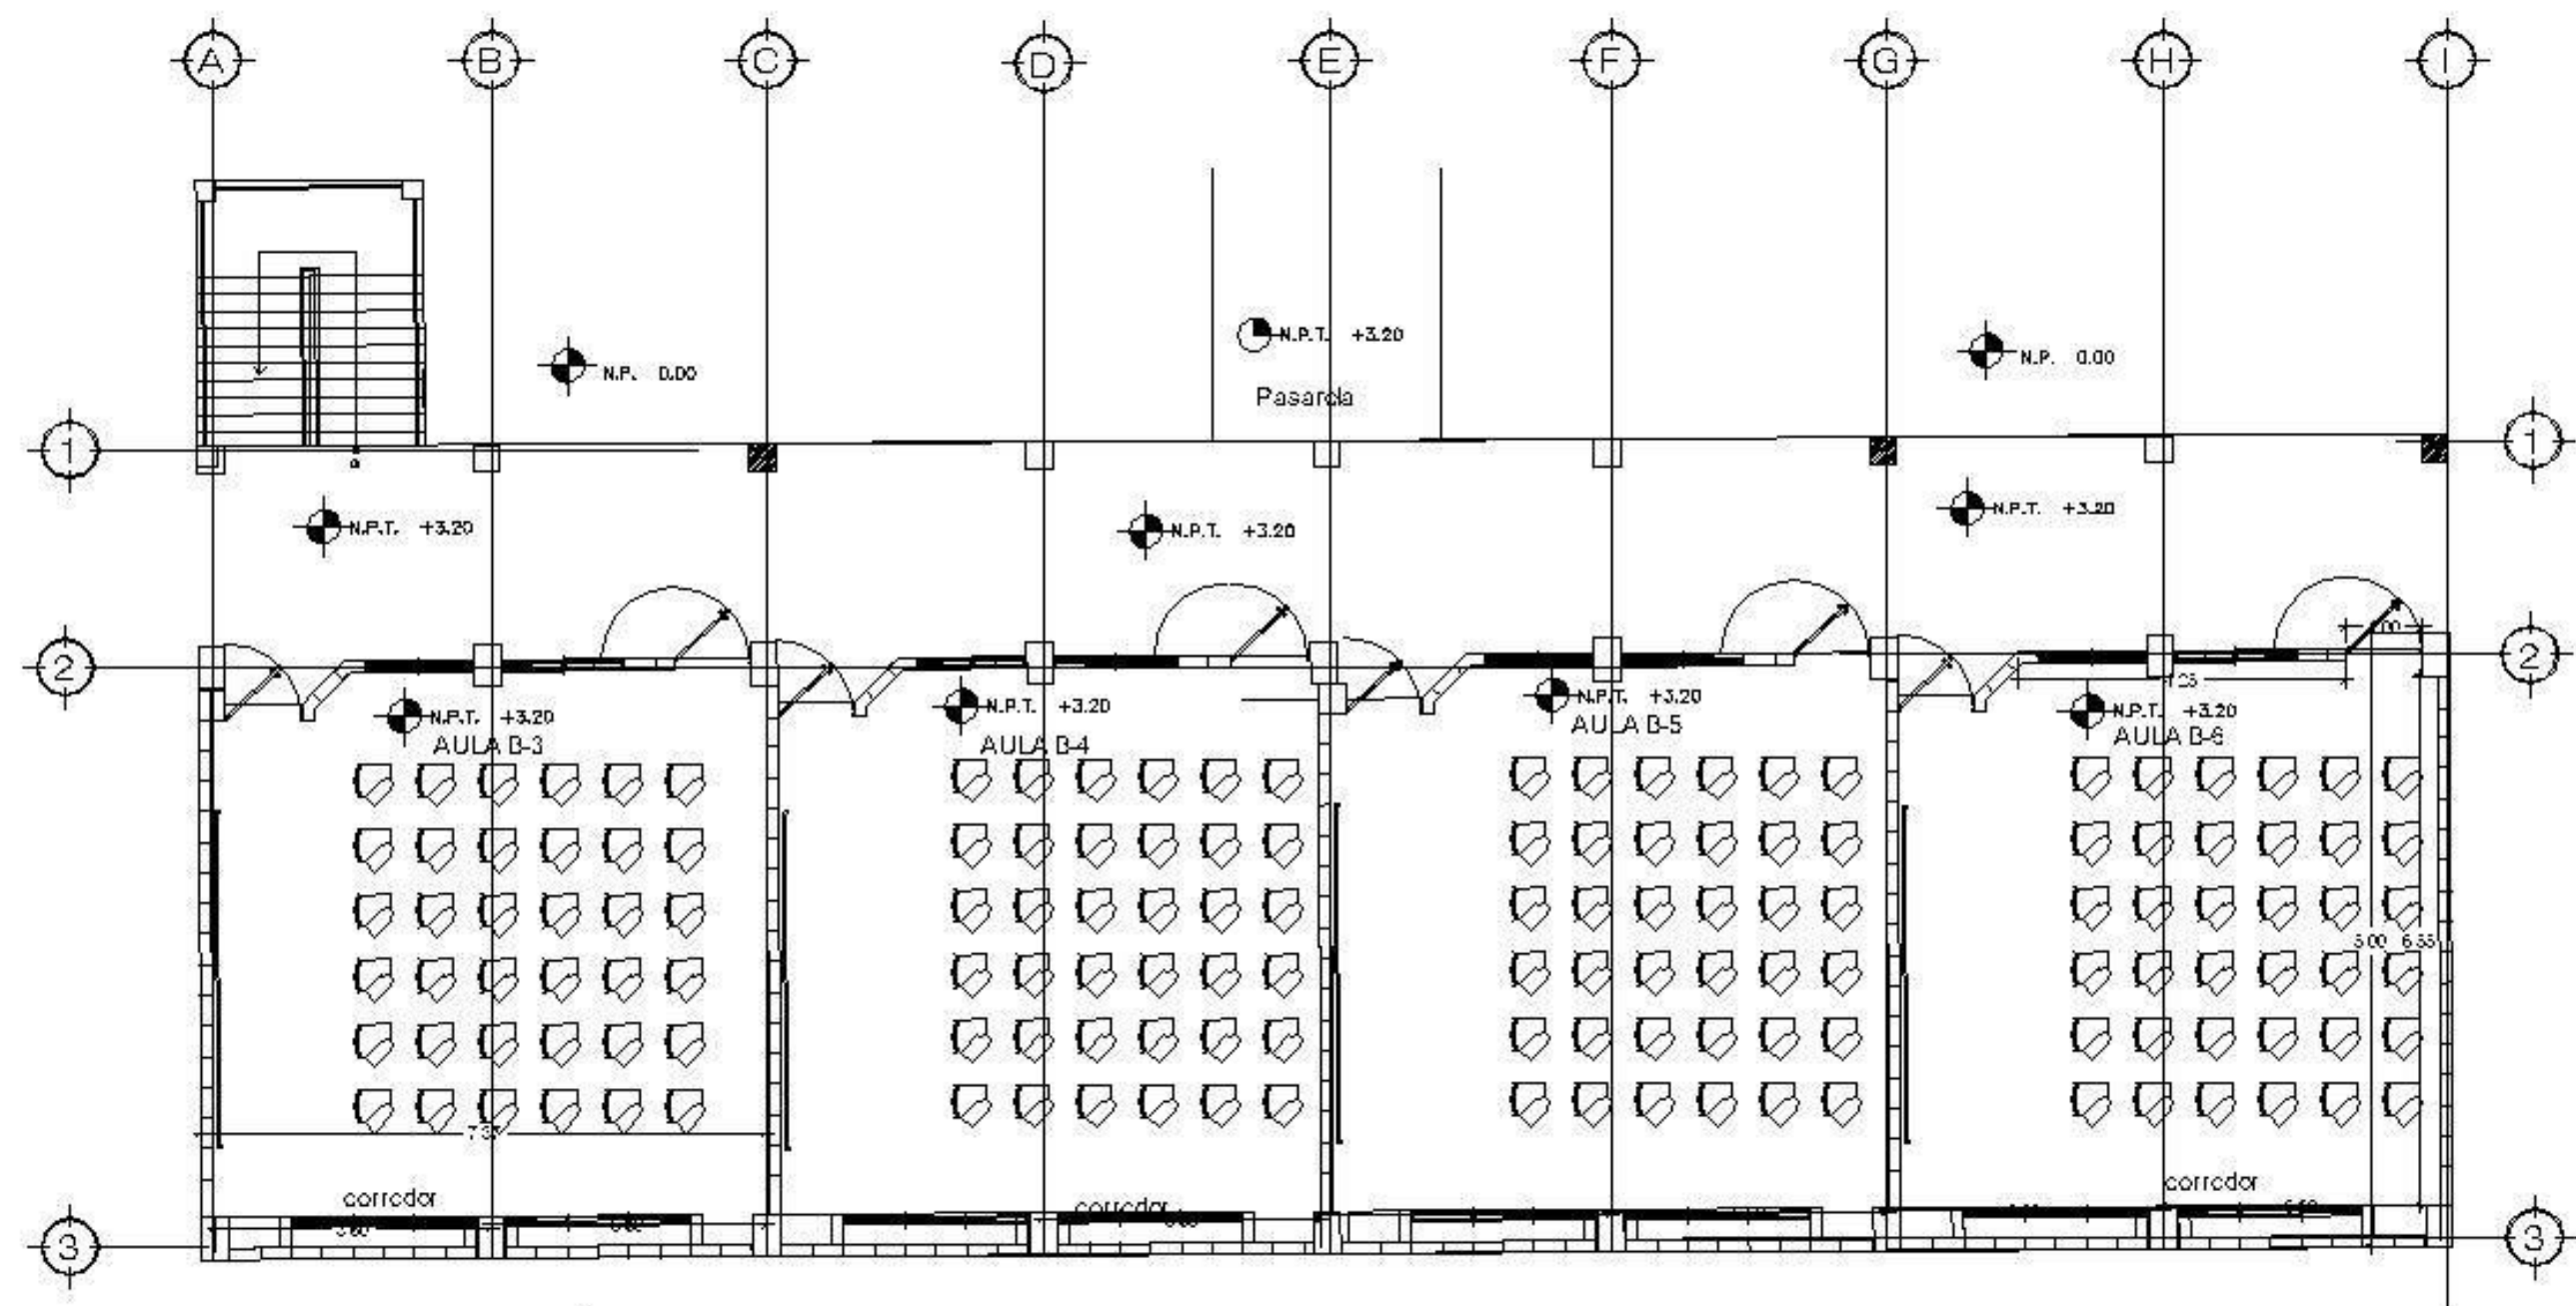 A B C D E F G H I
N.P.T. +3.20
N.P. 0.00
N.P. 0.00
Pasarela
1 1
N.P.T. +3.20
N.P.T. +3.20
N.P.T. +3.20
2 2
N.P.T. +3.20
AULA B-3
N.P.T. +3.20
AULA B-4
N.P.T. +3.20
AULA B-5
N.P.T. +3.20
AULA B-6
corredor
corredor
corredor
3 3